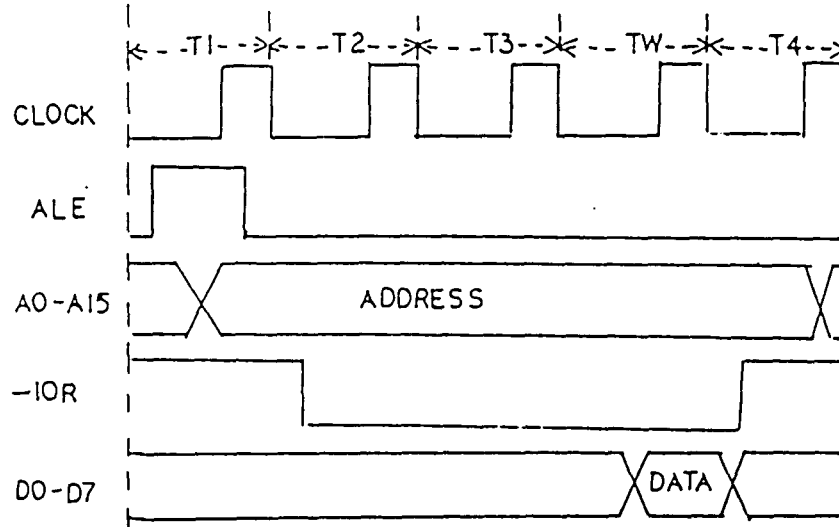 T1 T2 T3 TW T4
CLOCK
ALE
A0-A15 ADDRESS
-IOR
D0-D7 DATA